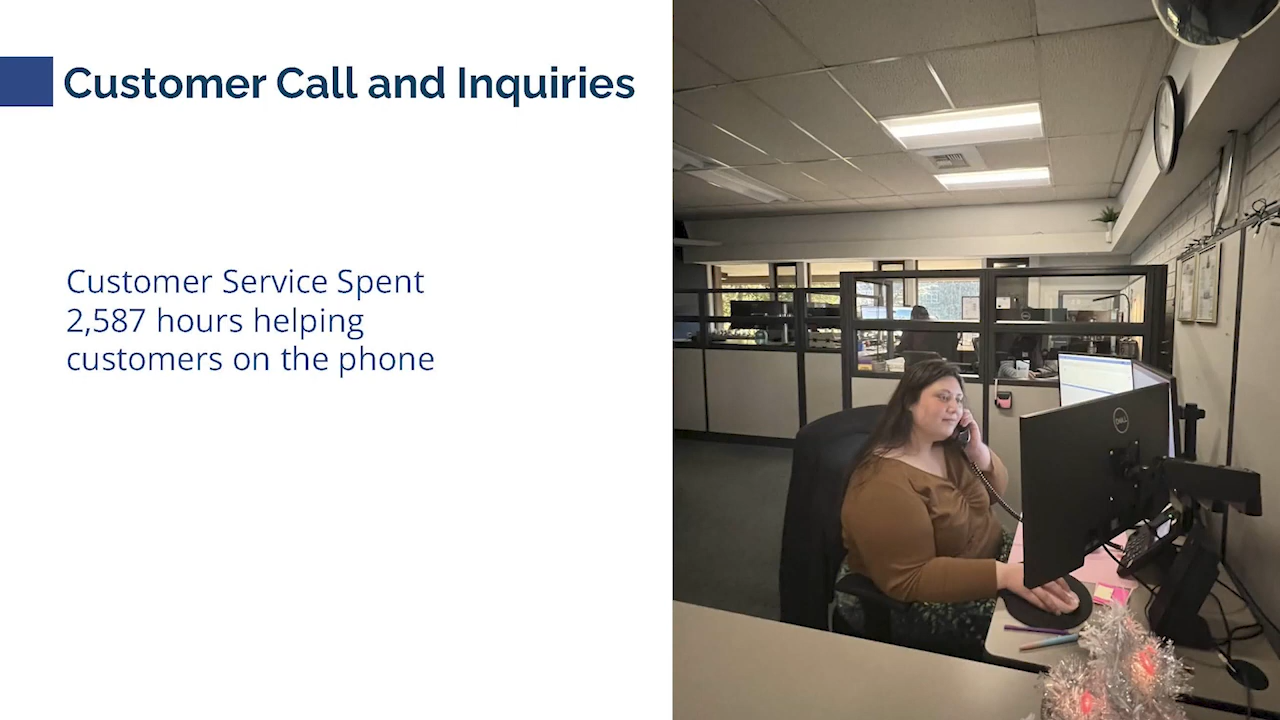 Customer Call and Inquiries
Customer Service Spent
2,587 hours helping
customers on the phone
DELL